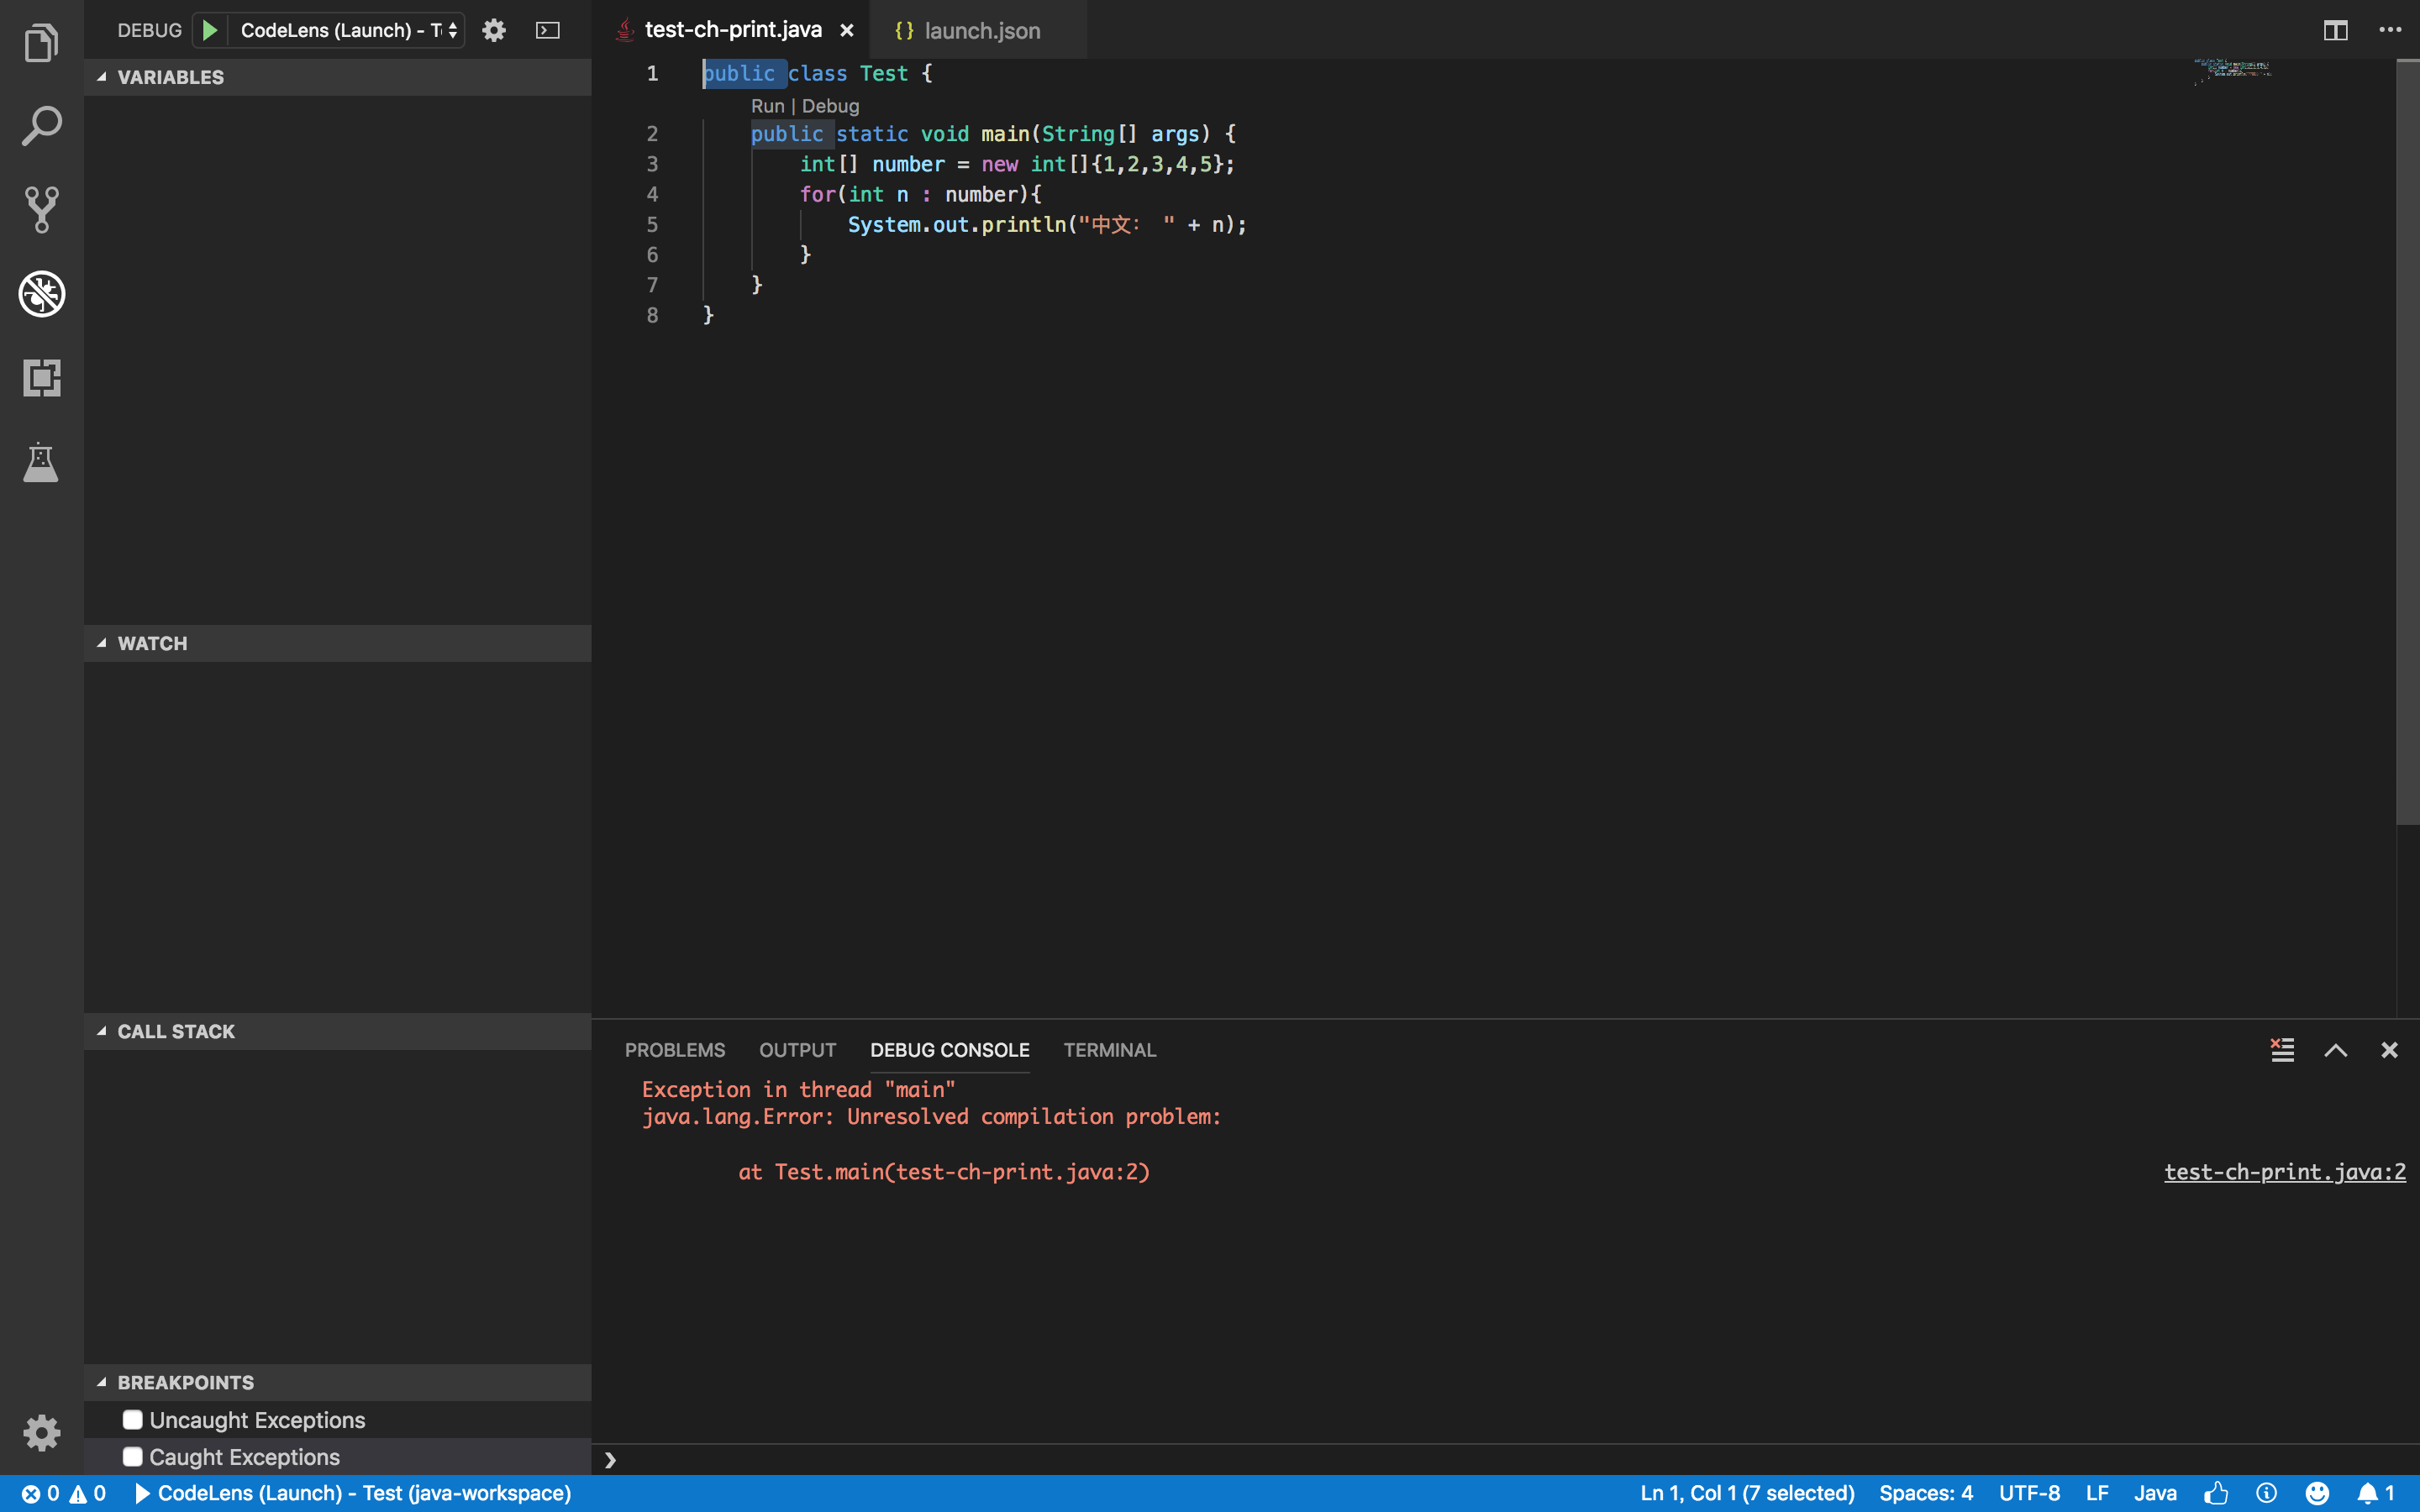 DEBUG CodeLens (Launch) - T
test-ch-print.java
{} launch.json
VARIABLES
WATCH
CALL STACK
BREAKPOINTS
Uncaught Exceptions
Caught Exceptions
1 public class Test {
Run | Debug
2 public static void main(String[] args) {
3 int[] number = new int[]{1,2,3,4,5};
4 for(int n : number){
5 System.out.println("中文： " + n);
6 }
7 }
8 }
PROBLEMS OUTPUT DEBUG CONSOLE TERMINAL
Exception in thread "main"
java.lang.Error: Unresolved compilation problem:
at Test.main(test-ch-print.java:2) test-ch-print.java:2
0 0 CodeLens (Launch) - Test (java-workspace) Ln 1, Col 1 (7 selected) Spaces: 4 UTF-8 LF Java 1